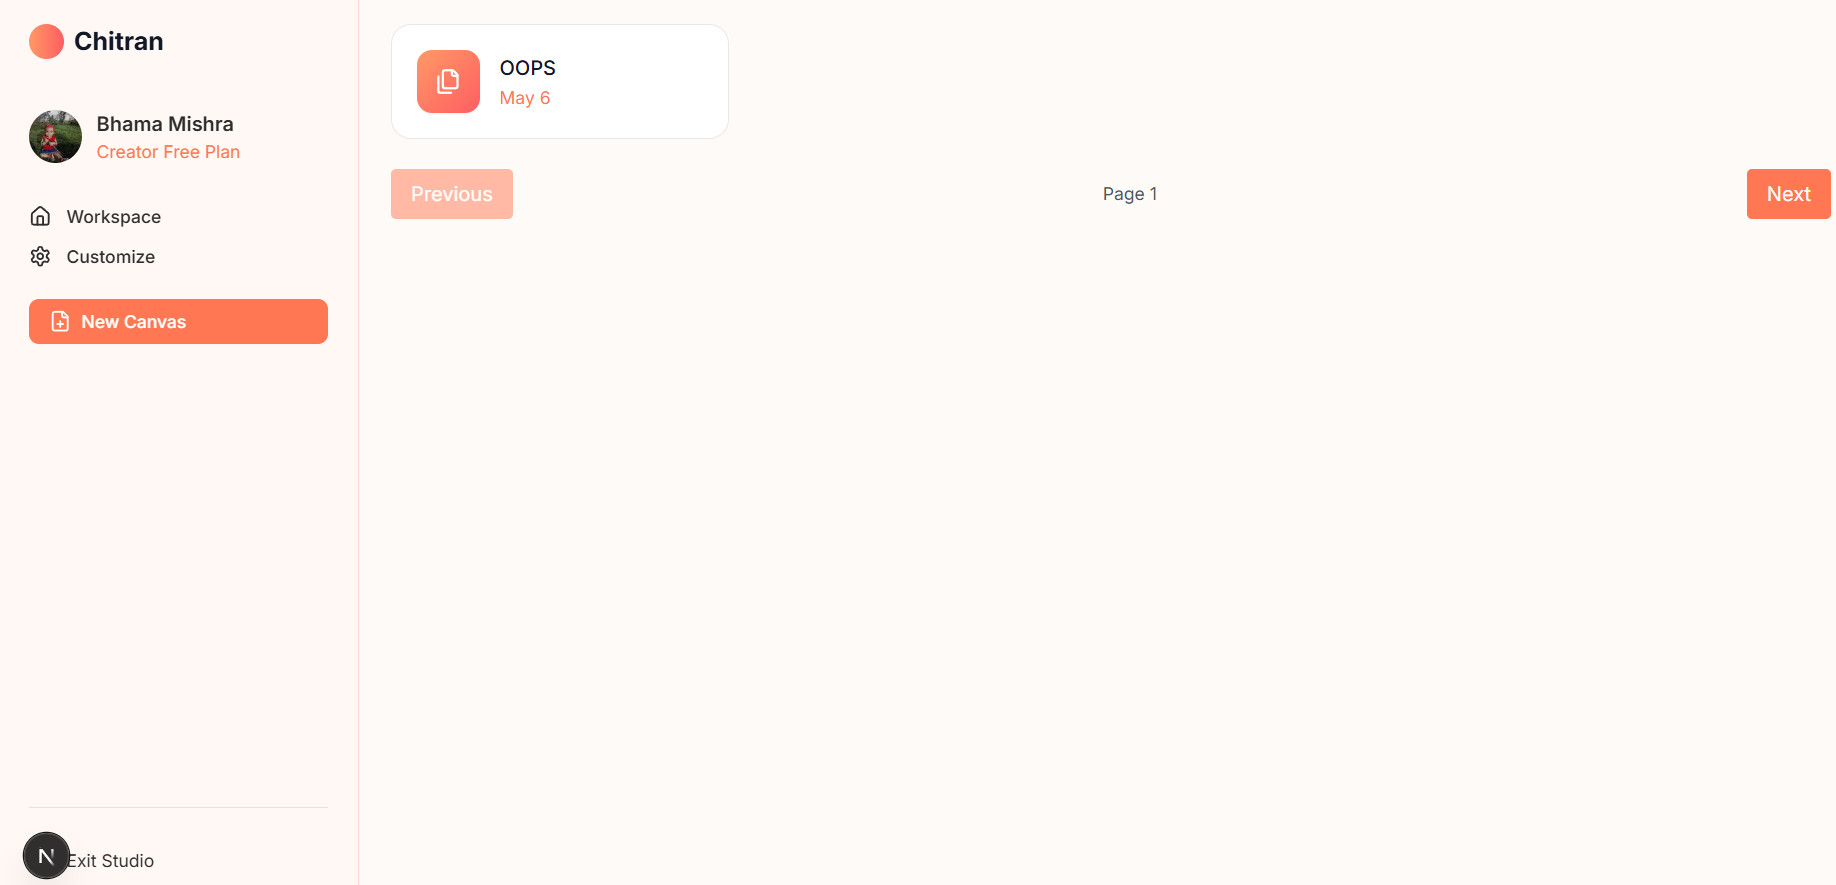 Chitran
Bhama Mishra
Creator Free Plan
Workspace
Customize
New Canvas
N
Exit Studio
OOPS
May 6
Previous
Page 1
Next